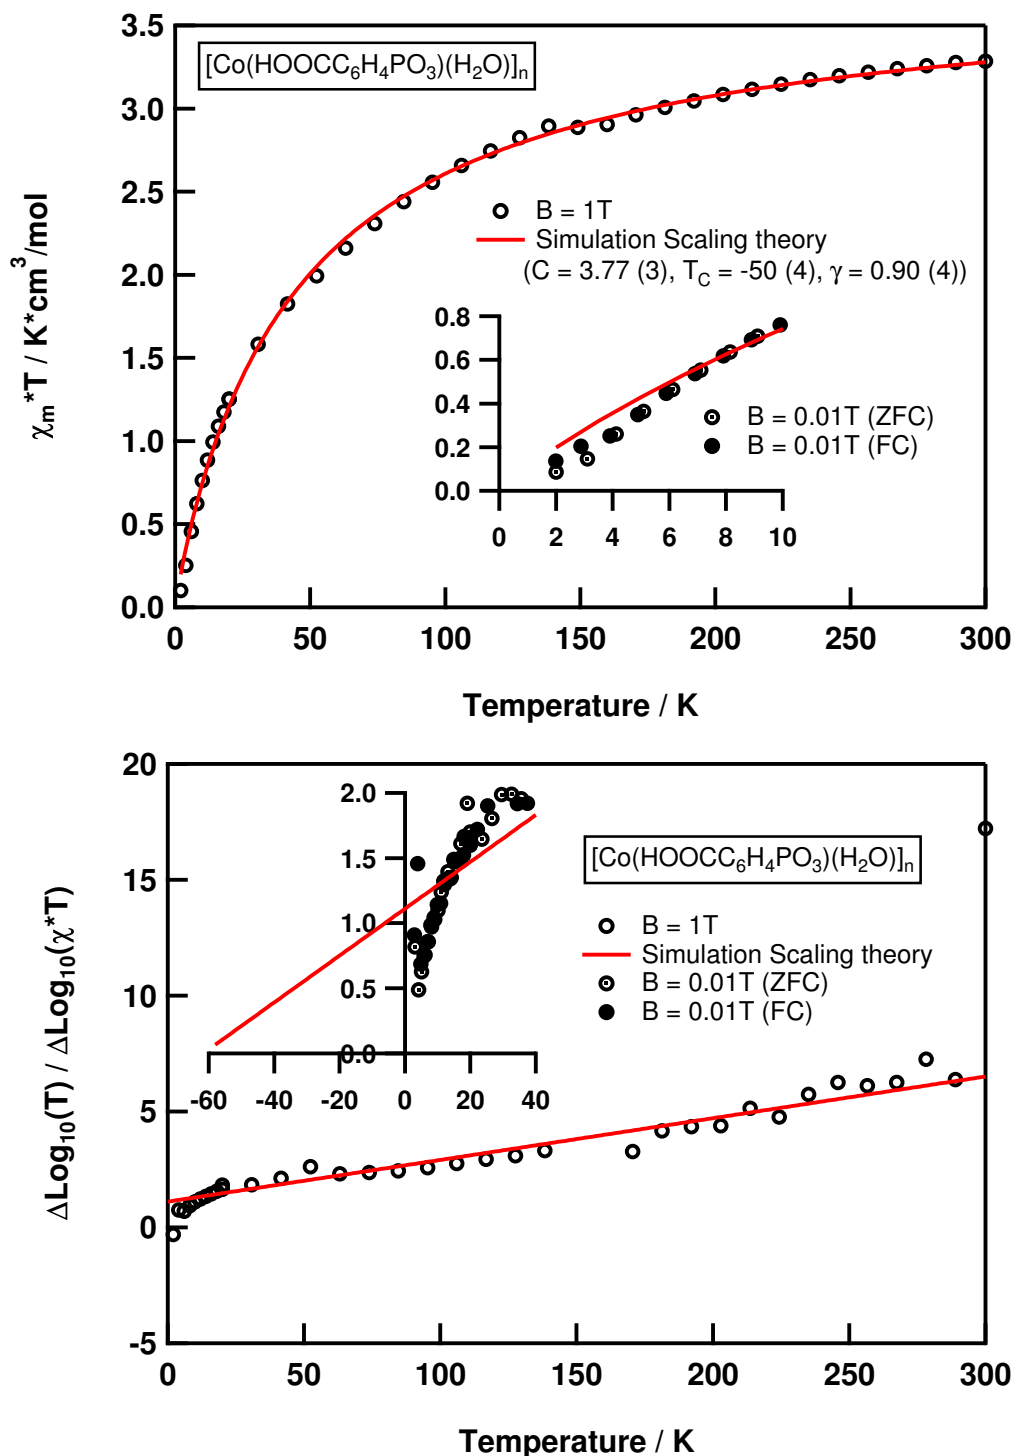 3.5
[Co(HOOCC₆H₄PO₃)(H₂O)]ₙ
3.0
2.5
B = 1T
Simulation Scaling theory
(C = 3.77 (3), T_C = -50 (4), γ = 0.90 (4))
2.0
0.8
1.5
0.6
0.4
B = 0.01T (ZFC)
1.0
0.2
B = 0.01T (FC)
0.0
0.5
0 2 4 6 8 10
0.0
0 50 100 150 200 250 300
χₘ*T / K*cm³/mol
Temperature / K
20
2.0
[Co(HOOCC₆H₄PO₃)(H₂O)]ₙ
1.5
15
B = 1T
1.0
Simulation Scaling theory
B = 0.01T (ZFC)
0.5
10
B = 0.01T (FC)
0.0
-60 -40 -20 0 20 40
5
0
-5
0 50 100 150 200 250 300
ΔLog₁₀(T) / ΔLog₁₀(χ*T)
Temperature / K